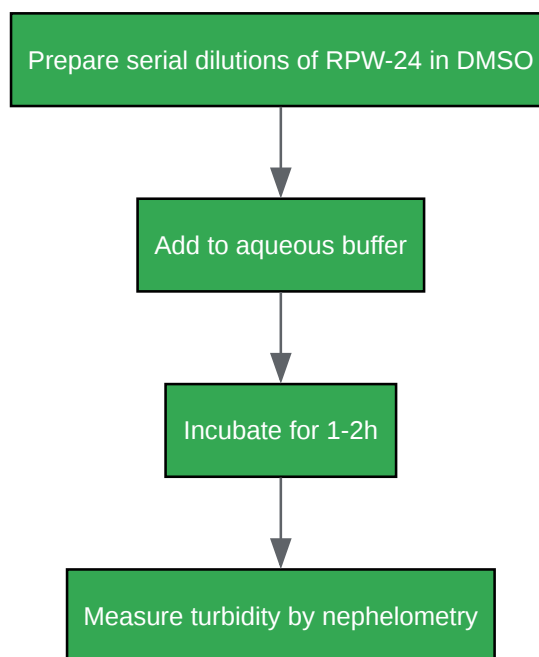 Prepare serial dilutions of RPW-24 in DMSO
Add to aqueous buffer
Incubate for 1-2h
Measure turbidity by nephelometry